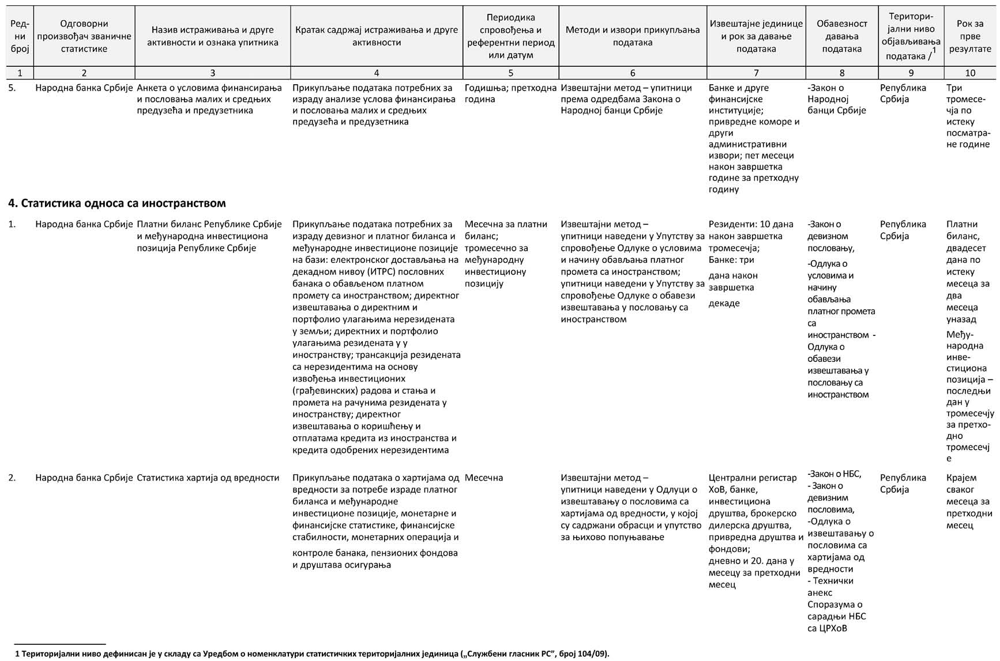 Ред-
ни
број
Одговорни
произвођач званичне
статистике
Назив истраживања и друге
активности и ознака упитника
Кратак садржај истраживања и друге
активности
Периодика
спровођења и
референтни период
или датум
Методи и извори прикупљања
података
Извештајне јединице
и рок за давање
података
Обавезност
давања
података
Територи-
јални ниво
објављивања
података /1
Рок за
прве
резултате
1 2 3 4 5 6 7 8 9 10
5.
Народна банка Србије
Анкета о условима финансирања
и пословања малих и средњих
предузећа и предузетника
Прикупљање података потребних за
израду анализе услова финансирања
и пословања малих и средњих
предузећа и предузетника
Годишња; претходна
година
Извештајни метод – упитници
према одредбама Закона о
Народној банци Србије
Банке и друге
финансијске
институције;
привредне коморе и
други
административни
извори; пет месеци
након завршетка
године за претходну
годину
-Закон о
Народној
банци Србије
Република
Србија
Три
тромесе-
чја по
истеку
посматра-
не године
4. Статистика односа са иностранством
1.
Народна банка Србије
Платни биланс Републике Србије
и међународна инвестициона
позиција Републике Србије
Прикупљање података потребних за
израду девизног и платног биланса и
међународне инвестиционе позиције
на бази: електронског достављања на
декадном нивоу (ИТРС) пословних
банака о обављеном платном
промету са иностранством; директног
извештавања о директним и
портфолио улагањима нерезидената
у земљи; директних и портфолио
улагањима резидената у у
иностранству; трансакција резидената
са нерезидентима на основу
извођења инвестиционих
(грађевинских) радова и стања и
промета на рачунима резидената у
иностранству; директног
извештавања о коришћењу и
отплатама кредита из иностранства и
кредита одобрених нерезидентима
Месечна за платни
биланс;
тромесечно за
међународну
инвестициону
позицију
Извештајни метод –
упитници наведени у Упутству за
спровођење Одлуке о условима
и начину обављања платног
промета са иностранством;
упитници наведени у Упутству за
спровођење Одлуке о обавези
извештавања у пословању са
иностранством
Резиденти: 10 дана
након завршетка
тромесечја;
Банке: три
дана након
завршетка
декаде
-Закон о
девизном
пословању,
-Одлука о
условима и
начину
обављања
платног промета
са
иностранством -
Одлука о
обавези
извештавања у
пословању са
иностранством
Република
Србија
Платни
биланс,
двадесет
дана по
истеку
месеца за
два
месеца
уназад
Међу-
народна
инве-
стициона
позиција –
последњи
дан у
тромесечју
за претхо-
дно
тромесечј
е
2.
Народна банка Србије
Статистика хартија од вредности
Прикупљање података о хартијама од
вредности за потребе израде платног
биланса и међународне
инвестиционе позиције, монетарне и
финансијске статистике, финансијске
стабилности, монетарних операција и
контроле банака, пензионих фондова
и друштава осигурања
Месечна
Извештајни метод –
упитници наведени у Одлуци о
извештавању о пословима са
хартијама од вредности, у којој
су садржани обрасци и упутство
за њихово попуњавање
Централни регистар
ХоВ, банке,
инвестициона
друштва, брокерско
дилерска друштва,
привредна друштва и
фондови;
дневно и 20. дана у
месецу за претходни
месец
-Закон о НБС,
- Закон о
девизним
пословима,
-Одлука о
извештавању о
пословима са
хартијама од
вредности
- Технички
анекс
Споразума о
сарадњи НБС
са ЦРХоВ
Република
Србија
Крајем
сваког
месеца за
претходни
месец
1 Територијални ниво дефинисан је у складу са Уредбом о номенклатури статистичких територијалних јединица („Службени гласник РС”, број 104/09).